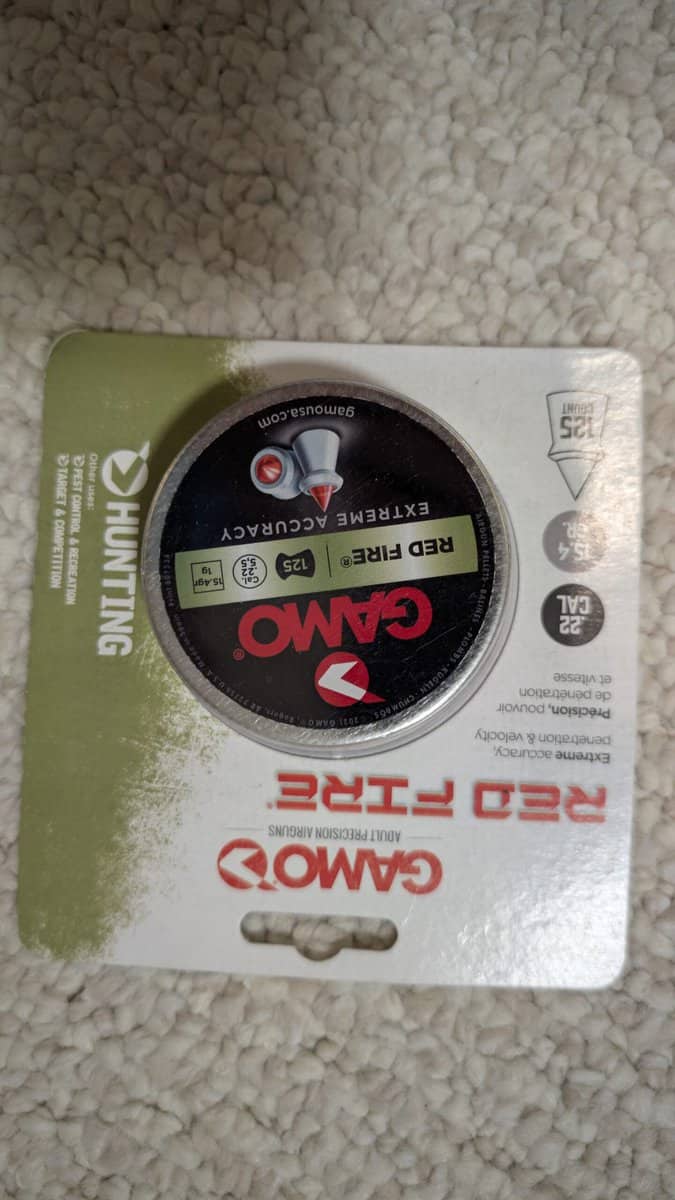 GAMO®
ADULT PRECISION AIRGUNS
RED FIRE®
Extreme accuracy,
penetration & velocity
Précision, pouvoir
de pénétration
et vitesse
.22
CAL
15.4
GR
125
COUNT
GAMO®
RED FIRE®
125
Cal.
.22
5,5
15.4gr
1g
EXTREME ACCURACY
gamousa.com
HUNTING
Other uses:
PEST CONTROL & RECREATION
TARGET & COMPETITION